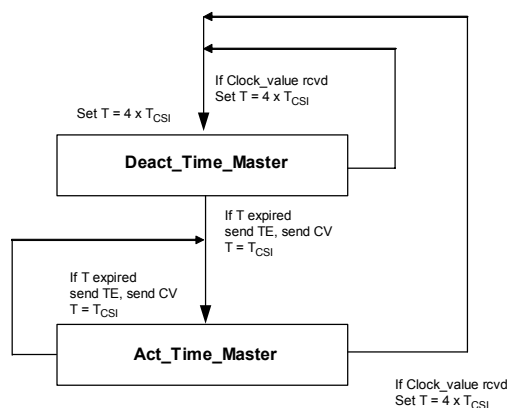 If Clock_value rcvd
Set T = 4 x TCSI
Set T = 4 x TCSI
Deact_Time_Master
If T expired
send TE, send CV
T = TCSI
If T expired
send TE, send CV
T = TCSI
Act_Time_Master
If Clock_value rcvd
Set T = 4 x TCSI